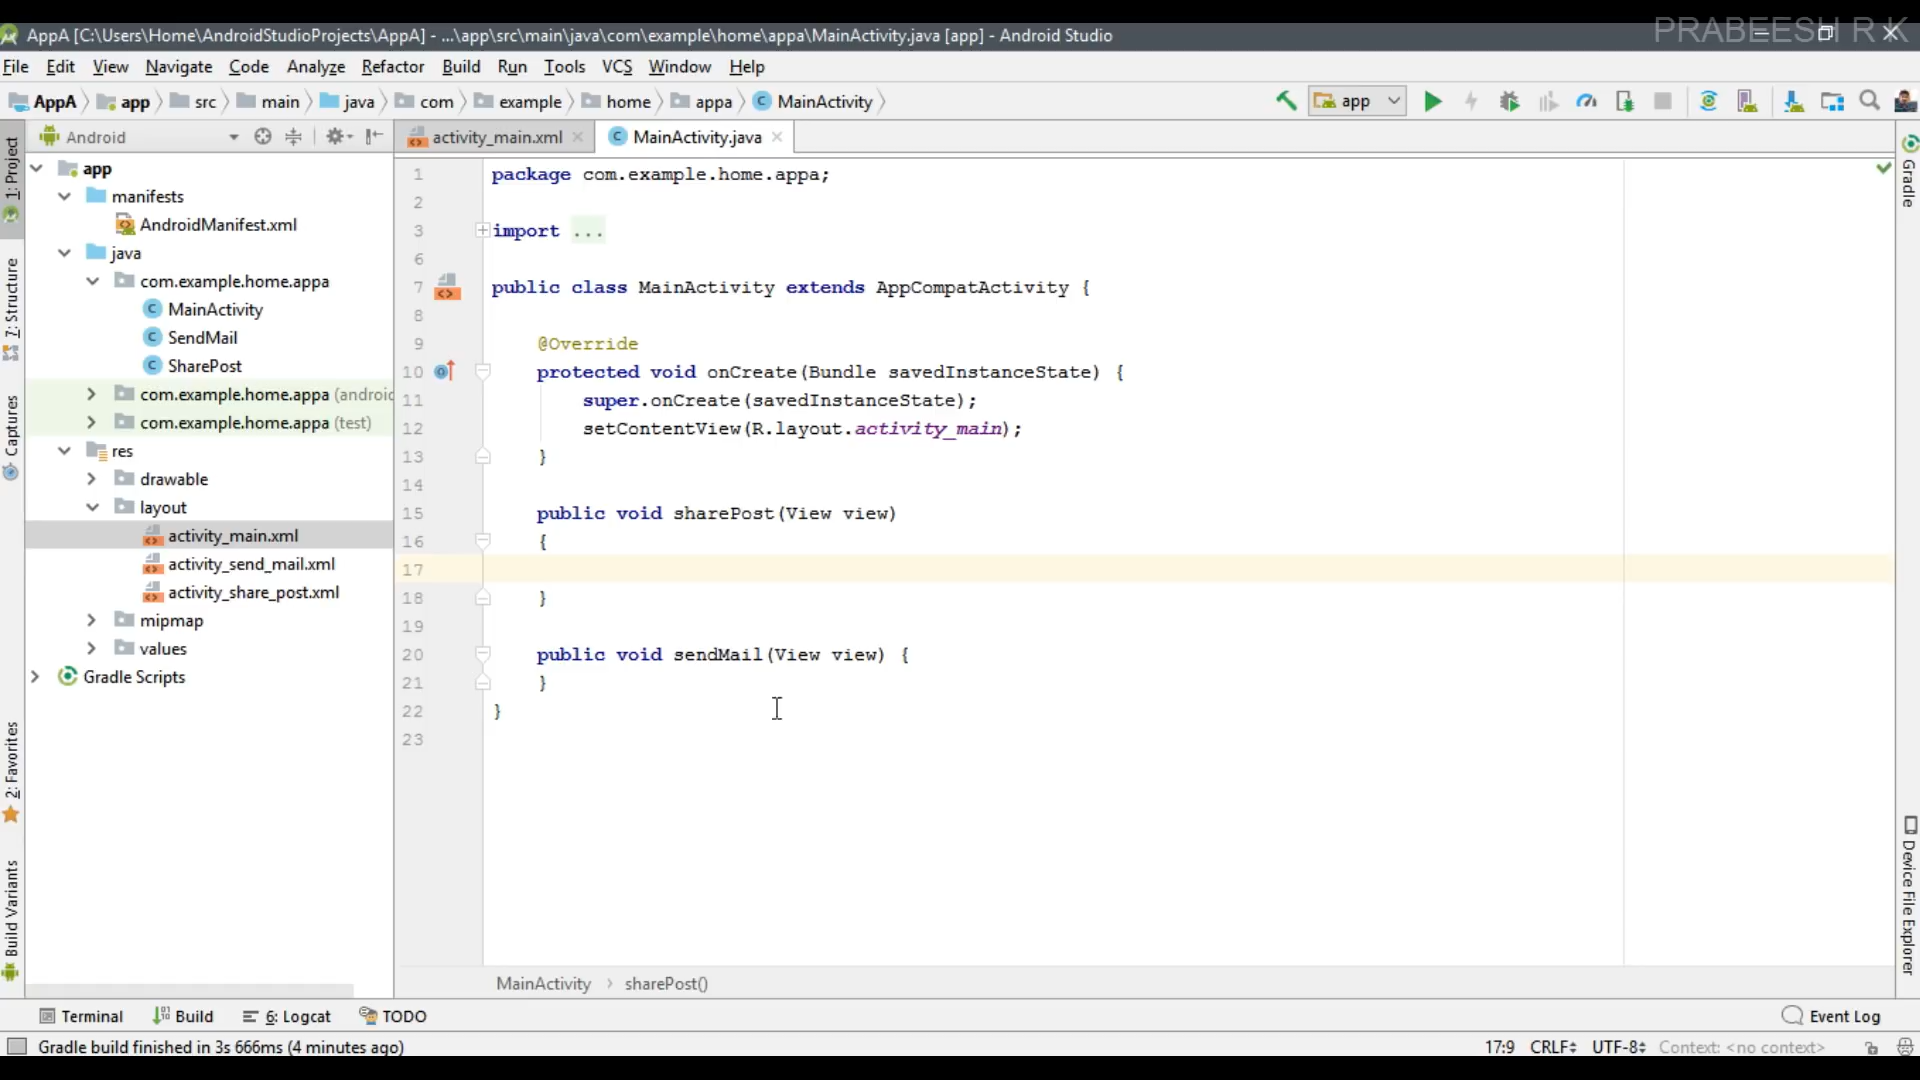 PRABEESH R K
AppA [C:\Users\Home\AndroidStudioProjects\AppA] - ...\app\src\main\java\com\example\home\appa\MainActivity.java [app] - Android Studio
File Edit View Navigate Code Analyze Refactor Build Run Tools VCS Window Help
AppA app src main java com example home appa MainActivity app
Android
activity_main.xml MainActivity.java
1: Project
7: Structure
Captures
2: Favorites
Build Variants
app
manifests
AndroidManifest.xml
java
com.example.home.appa
MainActivity
SendMail
SharePost
com.example.home.appa (androi
com.example.home.appa (test)
res
drawable
layout
activity_main.xml
activity_send_mail.xml
activity_share_post.xml
mipmap
values
Gradle Scripts
1 package com.example.home.appa;
2
3 import ...
6
7 public class MainActivity extends AppCompatActivity {
8
9 @Override
10 protected void onCreate(Bundle savedInstanceState) {
11 super.onCreate(savedInstanceState);
12 setContentView(R.layout.activity_main);
13 }
14
15 public void sharePost(View view)
16 {
17
18 }
19
20 public void sendMail(View view) {
21 }
22 }
23
Gradle
Device File Explorer
MainActivity sharePost()
Terminal Build 6: Logcat TODO Event Log
Gradle build finished in 3s 666ms (4 minutes ago) 17:9 CRLF UTF-8 Context: <no context>